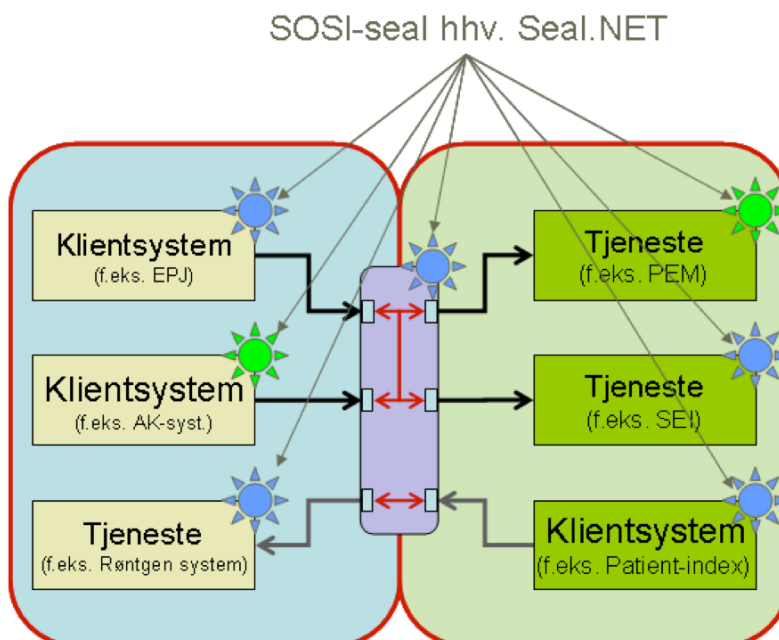 SOSI-seal hhv. Seal.NET
Klientsystem
(f.eks. EPJ)
Tjeneste
(f.eks. PEM)
Klientsystem
(f.eks. AK-syst.)
Tjeneste
(f.eks. SEI)
Tjeneste
(f.eks. Røntgen system)
Klientsystem
(f.eks. Patient-index)